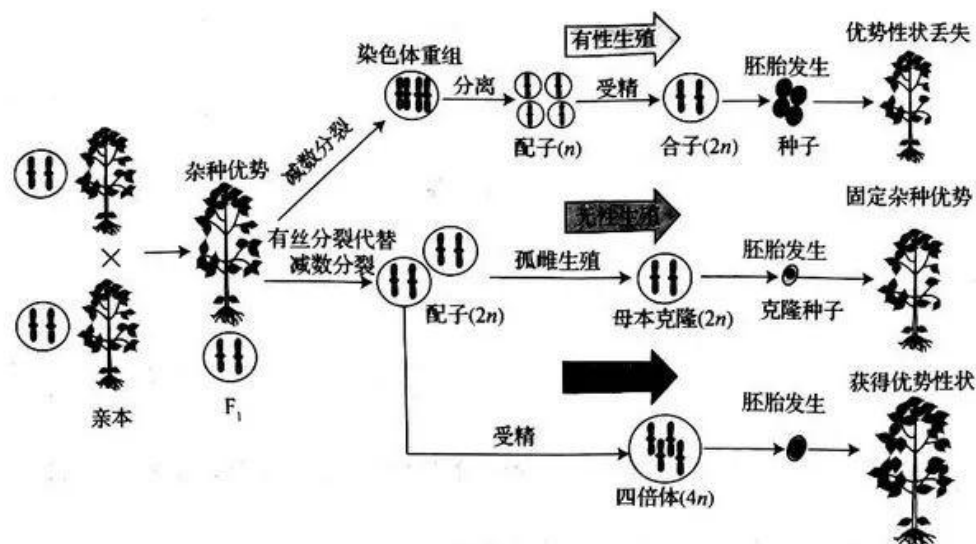 有性生殖
优势性状丢失
染色体重组
胚胎发生
分离
受精
减数分裂
配子(n)
合子(2n)
种子
杂种优势
无性生殖
固定杂种优势
有丝分裂代替
减数分裂
孤雌生殖
胚胎发生
配子(2n)
母本克隆(2n)
克隆种子
亲本
F₁
获得优势性状
胚胎发生
受精
四倍体(4n)